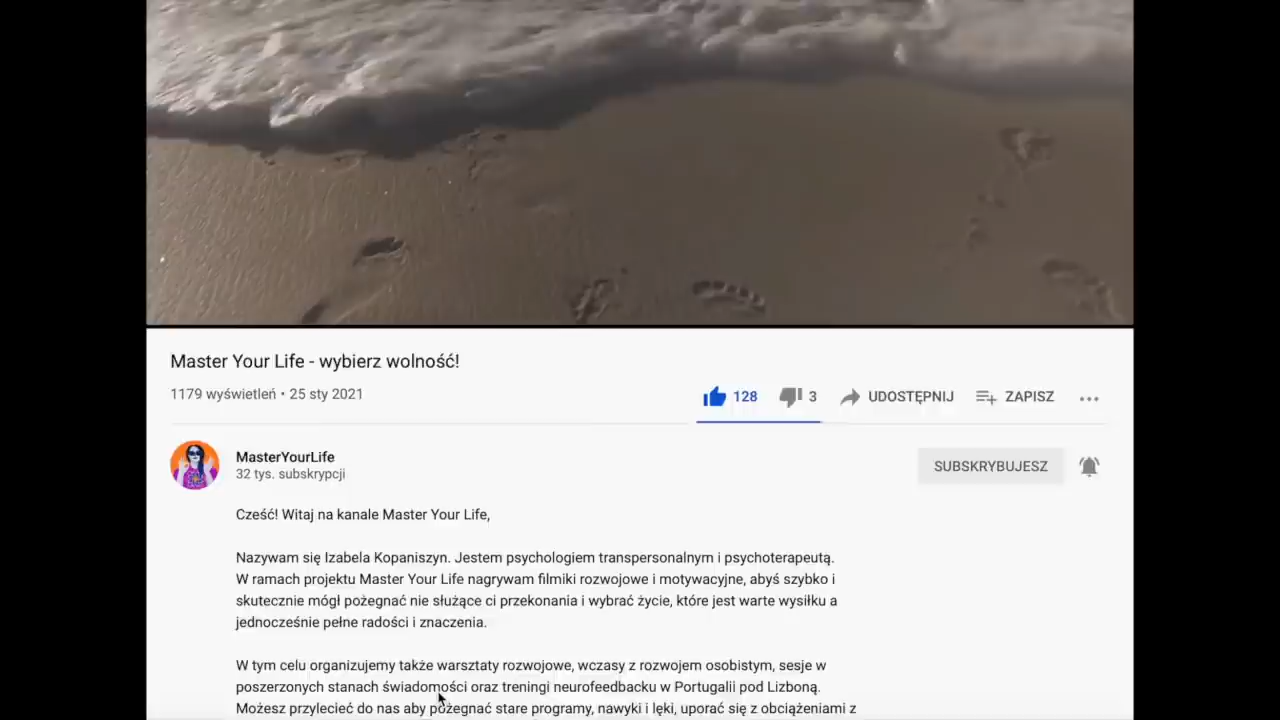 Master Your Life - wybierz wolność!
1179 wyświetleń • 25 sty 2021
128
3
UDOSTĘPNIJ
ZAPISZ
MasterYourLife
32 tys. subskrypcji
SUBSKRYBUJESZ
Cześć! Witaj na kanale Master Your Life,
Nazywam się Izabela Kopaniszyn. Jestem psychologiem transpersonalnym i psychoterapeutą.
W ramach projektu Master Your Life nagrywam filmiki rozwojowe i motywacyjne, abyś szybko i
skutecznie mógł pożegnać nie służące ci przekonania i wybrać życie, które jest warte wysiłku a
jednocześnie pełne radości i znaczenia.
W tym celu organizujemy także warsztaty rozwojowe, wczasy z rozwojem osobistym, sesje w
poszerzonych stanach świadomości oraz treningi neurofeedbacku w Portugalii pod Lizboną.
Możesz przylecieć do nas aby pożegnać stare programy, nawyki i lęki, uporać się z obciążeniami z